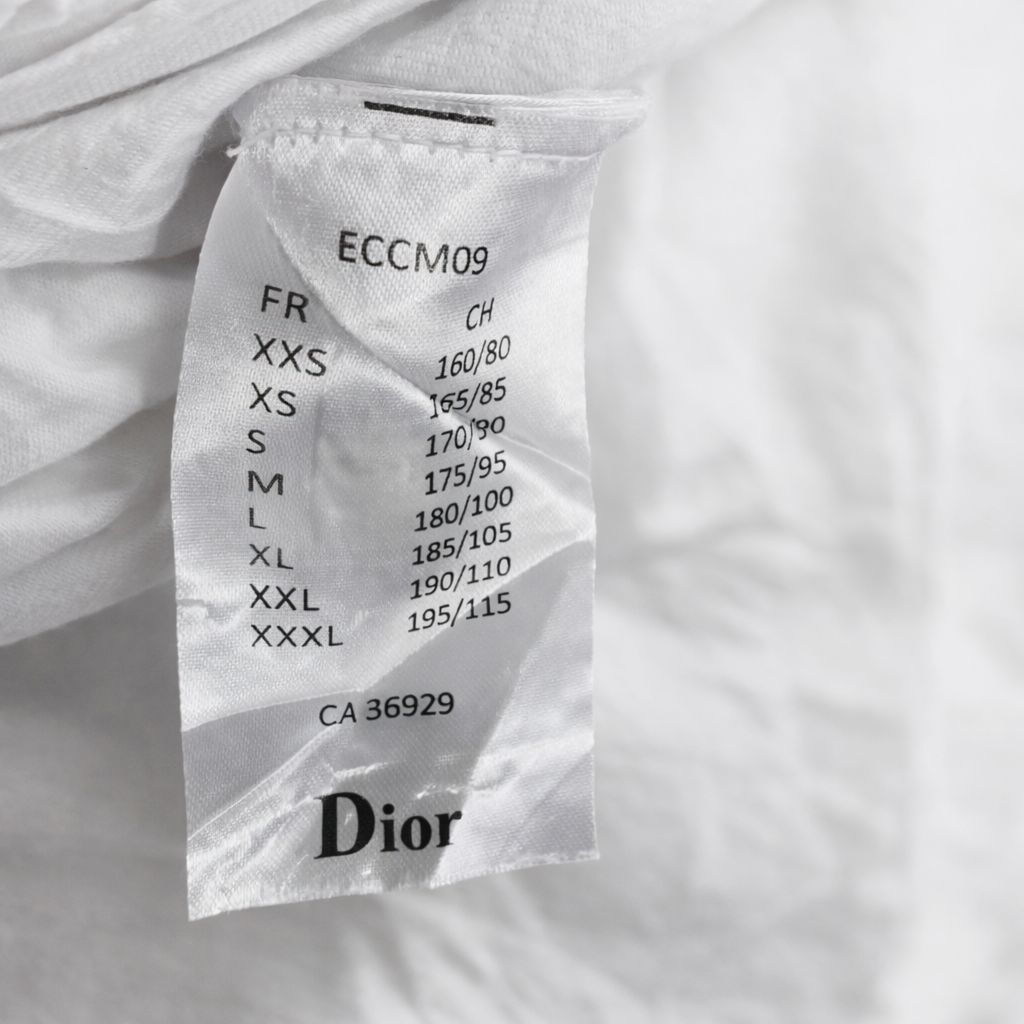 ECCM09
FR CH
XXS 160/80
XS 165/85
S 170/90
M 175/95
L 180/100
XL 185/105
XXL 190/110
XXXL 195/115
CA 36929
Dior